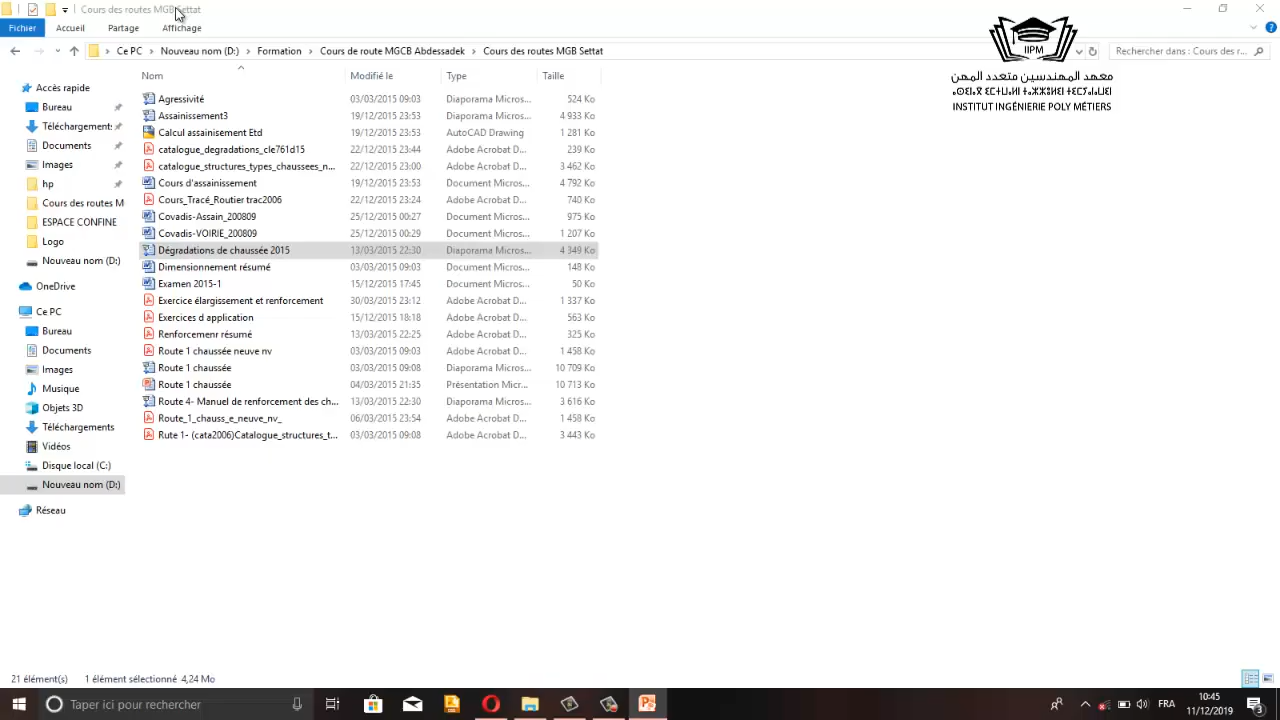 Cours des routes MGB Settat
Fichier Accueil Partage Affichage
Ce PC Nouveau nom (D:) Formation Cours de route MGCB Abdessadek Cours des routes MGB Settat
Rechercher dans : Cours des r...
IIPM
معهد المهندسين متعدد المهن
INSTITUT INGÉNIERIE POLY MÉTIERS
Nom Modifié le Type Taille
Accès rapide
Bureau
Téléchargement:
Documents
Images
hp
Cours des routes M
ESPACE CONFINE
Logo
Nouveau nom (D:)
OneDrive
Ce PC
Bureau
Documents
Images
Musique
Objets 3D
Téléchargements
Vidéos
Disque local (C:)
Nouveau nom (D:)
Réseau
Agressivité 03/03/2015 09:03 Diaporama Micros... 524 Ko
Assainissement3 19/12/2015 23:53 Diaporama Micros... 4 933 Ko
Calcul assainisement Etd 19/12/2015 23:53 AutoCAD Drawing 1 281 Ko
catalogue_degradations_cle761d15 22/12/2015 23:44 Adobe Acrobat D... 239 Ko
catalogue_structures_types_chaussees_n... 22/12/2015 23:00 Adobe Acrobat D... 3 462 Ko
Cours d'assainissement 19/12/2015 23:53 Document Micros... 4 792 Ko
Cours_Tracé_Routier trac2006 22/12/2015 23:24 Adobe Acrobat D... 740 Ko
Covadis-Assain_200809 25/12/2015 00:27 Document Micros... 975 Ko
Covadis-VOIRIE_200809 25/12/2015 00:29 Document Micros... 1 207 Ko
Dégradations de chaussée 2015 13/03/2015 22:30 Diaporama Micros... 4 349 Ko
Dimensionnement résumé 03/03/2015 09:03 Document Micros... 148 Ko
Examen 2015-1 15/12/2015 17:45 Document Micros... 50 Ko
Exercice élargissement et renforcement 30/03/2015 23:12 Adobe Acrobat D... 1 337 Ko
Exercices d application 15/12/2015 18:18 Adobe Acrobat D... 563 Ko
Renforcemenr résumé 13/03/2015 22:25 Adobe Acrobat D... 325 Ko
Route 1 chaussée neuve nv 03/03/2015 09:03 Adobe Acrobat D... 1 458 Ko
Route 1 chaussée 03/03/2015 09:08 Diaporama Micros... 10 709 Ko
Route 1 chaussée 04/03/2015 21:35 Présentation Micr... 10 713 Ko
Route 4- Manuel de renforcement des ch... 13/03/2015 22:30 Diaporama Micros... 3 616 Ko
Route_1_chauss_e_neuve_nv_ 06/03/2015 23:54 Adobe Acrobat D... 1 458 Ko
Rute 1- (cata2006)Catalogue_structures_t... 03/03/2015 09:08 Adobe Acrobat D... 3 443 Ko
21 élément(s) 1 élément sélectionné 4,24 Mo
Taper ici pour rechercher
FRA
10:45
11/12/2019
3